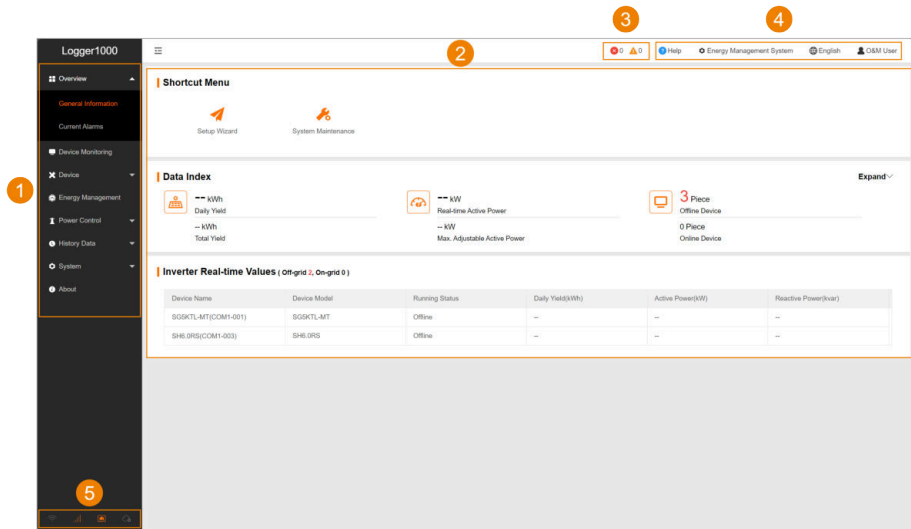 3
4
Logger1000
2
0 0 Help Energy Management System English O&M User
Overview
Shortcut Menu
General Information
Setup Wizard System Maintenance
Current Alarms
Device Monitoring
Device
Data Index Expand
1
Energy Management
-- kWh -- kW 3 Piece
Daily Yield Real-time Active Power Offline Device
Power Control
-- kWh -- kW 0 Piece
Total Yield Max. Adjustable Active Power Online Device
History Data
System
Inverter Real-time Values ( Off-grid 2, On-grid 0 )
About
Device Name Device Model Running Status Daily Yield(kWh) Active Power(kW) Reactive Power(kvar)
SG5KTL-MT(COM1-001) SG5KTL-MT Offline -- -- --
SH6.0RS(COM1-003) SH6.0RS Offline -- -- --
5